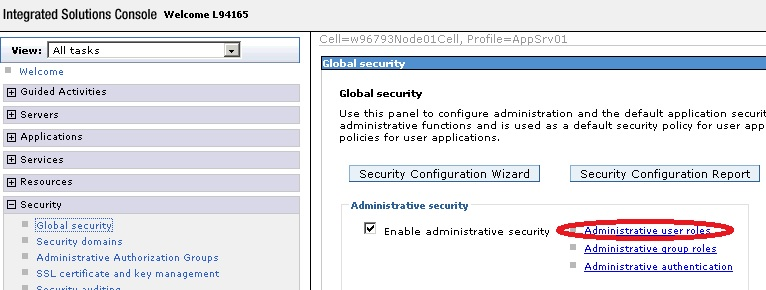 Integrated Solutions Console Welcome L94165
View: All tasks
Welcome
Guided Activities
Servers
Applications
Services
Resources
Security
Global security
Security domains
Administrative Authorization Groups
SSL certificate and key management
Security auditing
Cell=w96793Node01Cell, Profile=AppSrv01
Global security
Global security
Use this panel to configure administration and the default application securit
administrative functions and is used as a default security policy for user app
policies for user applications.
Security Configuration Wizard Security Configuration Report
Administrative security
Enable administrative security
Administrative user roles
Administrative group roles
Administrative authentication